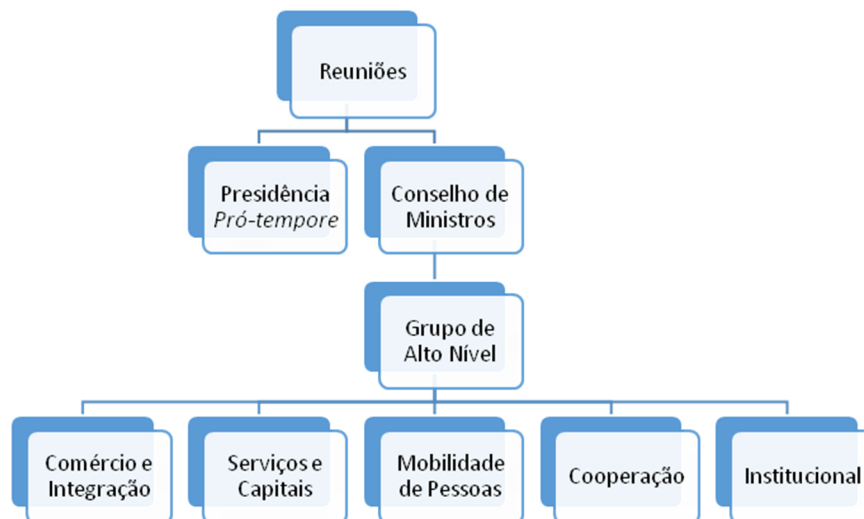 Reuniões
Presidência
Pró-tempore
Conselho de
Ministros
Grupo de
Alto Nível
Comércio e
Integração
Serviços e
Capitais
Mobilidade
de Pessoas
Cooperação
Institucional